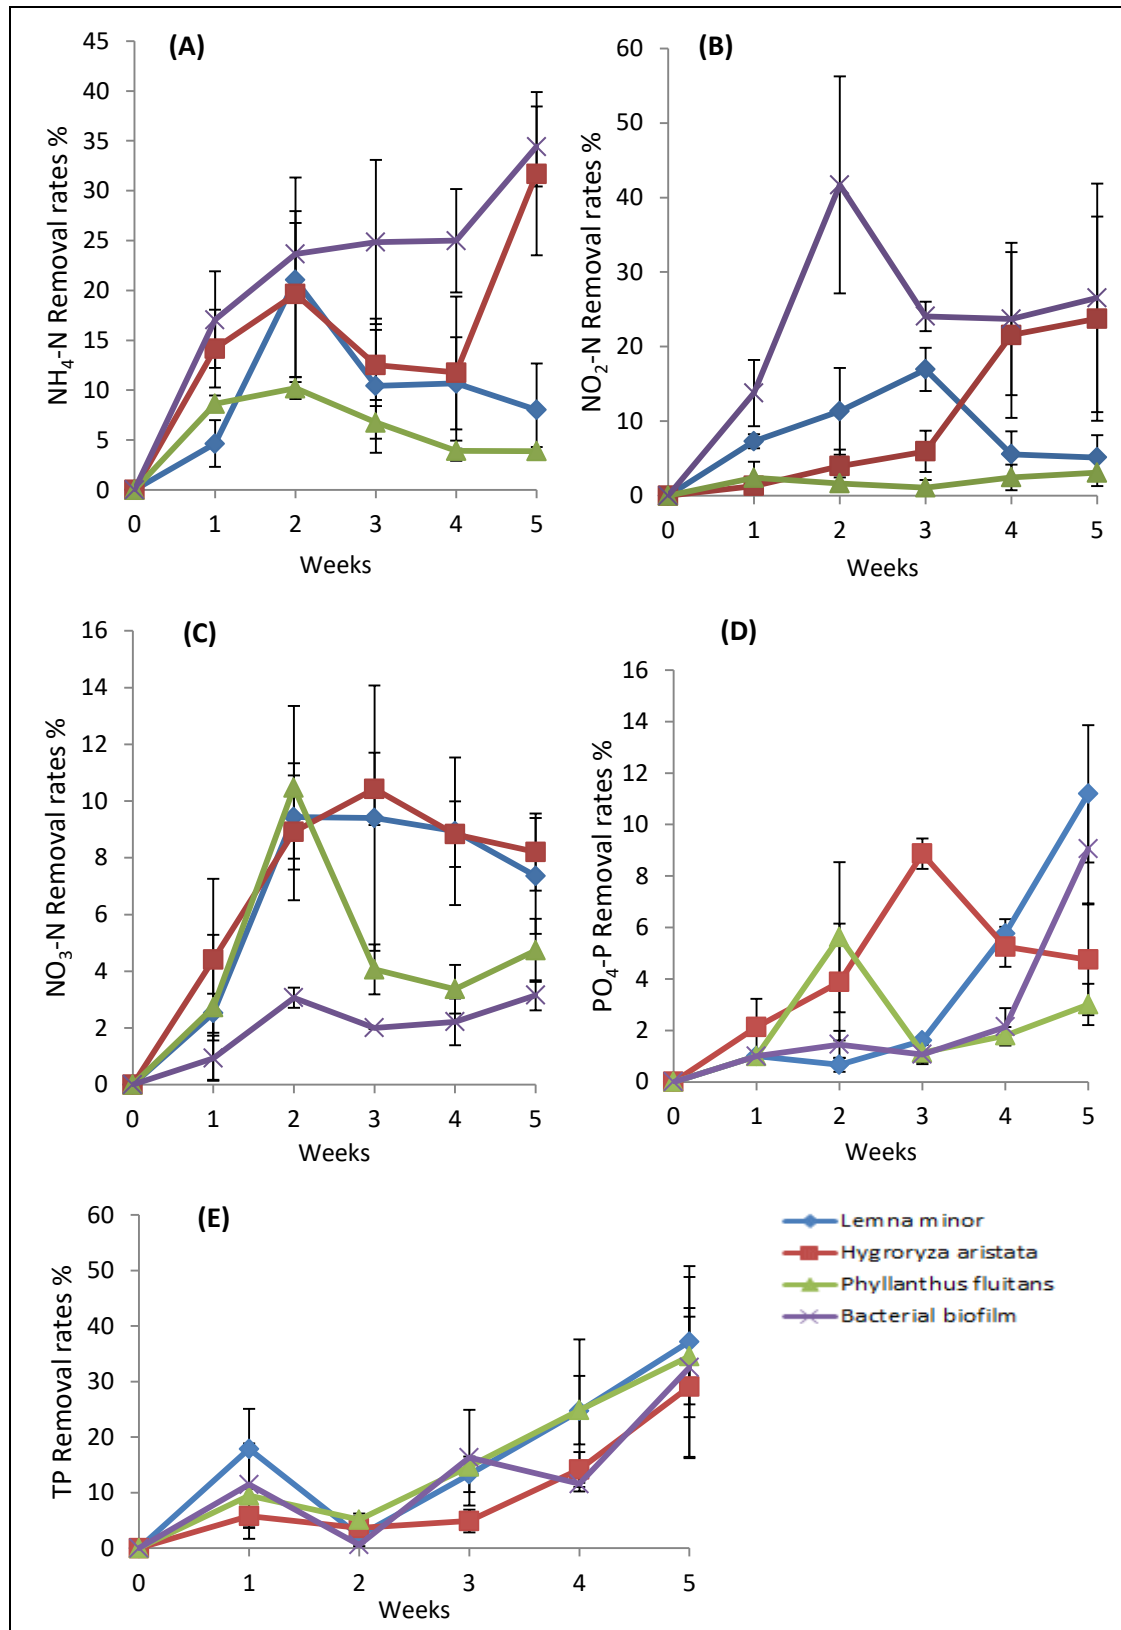 (A)
NH₄-N Removal rates %
45
40
35
30
25
20
15
10
5
0
0 1 2 3 4 5
Weeks
(B)
NO₂-N Removal rates %
60
50
40
30
20
10
0
0 1 2 3 4 5
Weeks
(C)
NO₃-N Removal rates %
16
14
12
10
8
6
4
2
0
0 1 2 3 4 5
Weeks
(D)
PO₄-P Removal rates %
16
14
12
10
8
6
4
2
0
0 1 2 3 4 5
Weeks
(E)
TP Removal rates %
60
50
40
30
20
10
0
0 1 2 3 4 5
Weeks
Lemna minor
Hygroryza aristata
Phyllanthus fluitans
Bacterial biofilm